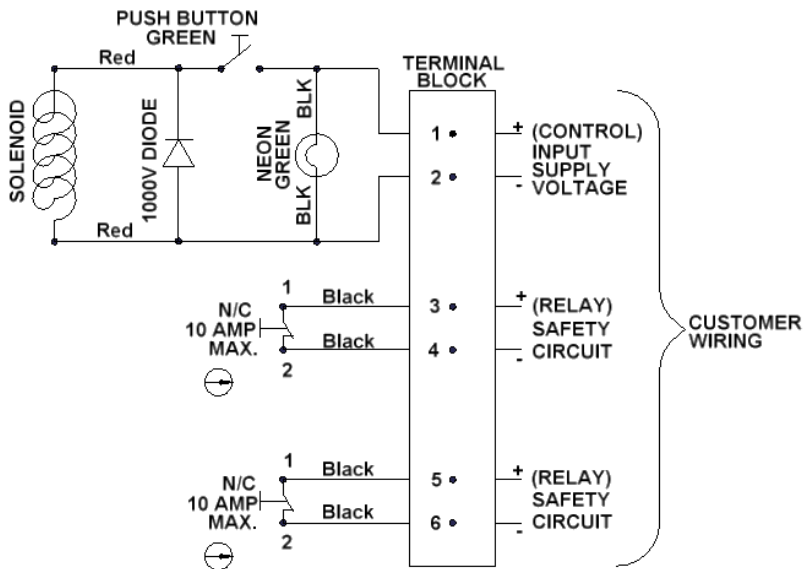 PUSH BUTTON
GREEN
Red
SOLENOID
1000V DIODE
NEON
GREEN
BLK
BLK
Red
TERMINAL
BLOCK
1
+
(CONTROL)
INPUT
2
SUPPLY
-
VOLTAGE
1
N/C
10 AMP
MAX.
2
Black
Black
3
+
(RELAY)
SAFETY
4
-
CIRCUIT
CUSTOMER
WIRING
1
N/C
10 AMP
MAX.
2
Black
Black
5
+
(RELAY)
SAFETY
6
-
CIRCUIT